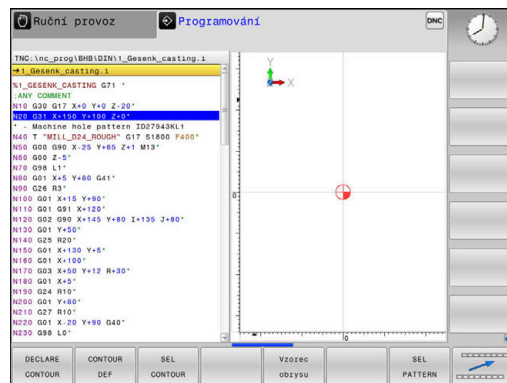 Ruční provoz
Programování
DNC
TNC:\nc_prog\BHB\DIN\1_Gesenk_casting.i
→1_Gesenk_casting.i
%1_GESENK_CASTING G71 *
;ANY COMMENT
N10 G30 G17 X+0 Y+0 Z-20*
N20 G31 X+150 Y+100 Z+0*
* - Machine hole pattern ID27943KL1
N40 T "MILL_D24_ROUGH" G17 S1800 F400*
N50 G00 G90 X-25 Y+65 Z+1 M13*
N60 G00 Z-5*
N70 G98 L1*
N80 G01 X+5 Y+80 G41*
N90 G26 R3*
N100 G01 X+15 Y+90*
N110 G01 G91 X+120*
N120 G02 G90 X+145 Y+80 I+135 J+80*
N130 G01 Y+50*
N140 G25 R20*
N150 G01 X+130 Y+5*
N160 G01 X+100*
N170 G03 X+50 Y+12 R+30*
N180 G01 X+5*
N190 G24 R10*
N200 G01 Y+80*
N210 G27 R10*
N220 G01 X-20 Y+90 G40*
N230 G98 L0*
Y
X
0
0
DECLARE CONTOUR
CONTOUR DEF
SEL CONTOUR
Vzorec obrysu
SEL PATTERN